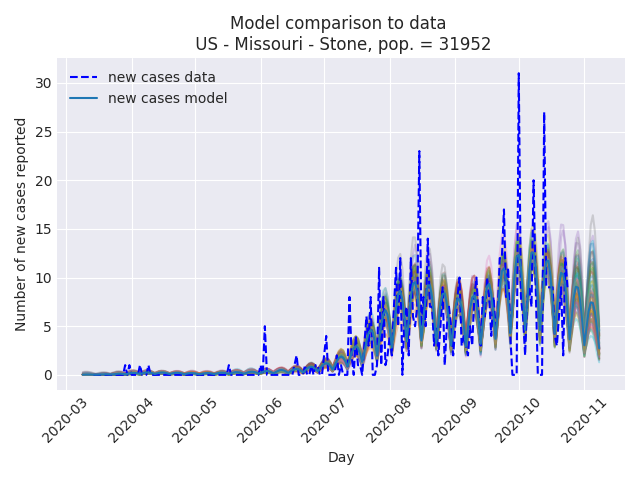 Model comparison to data
US - Missouri - Stone, pop. = 31952
new cases data
new cases model
Number of new cases reported
30
25
20
15
10
5
0
2020-03
2020-04
2020-05
2020-06
2020-07
2020-08
2020-09
2020-10
2020-11
Day